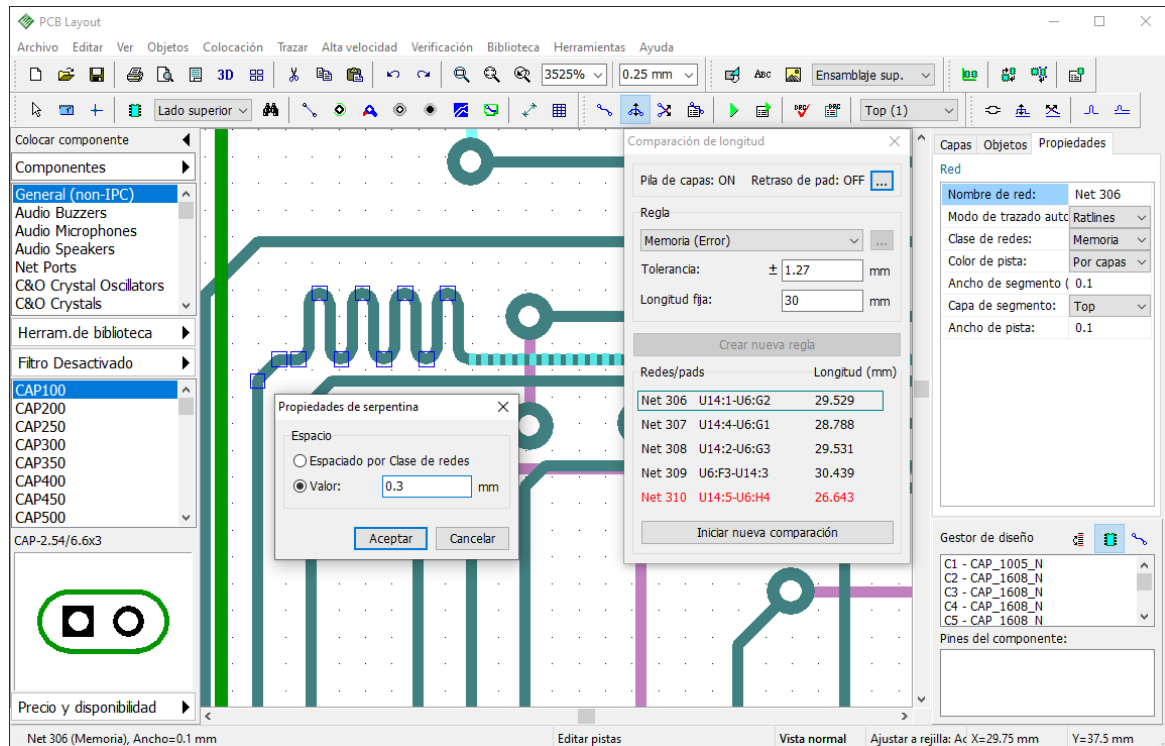 PCB Layout
Archivo Editar Ver Objetos Colocación Trazar Alta velocidad Verificación Biblioteca Herramientas Ayuda
3D 3525% 0.25 mm ABC Ensamblaje sup.
Lado superior Top (1)
Colocar componente
Componentes
General (non-IPC)
Audio Buzzers
Audio Microphones
Audio Speakers
Net Ports
C&O Crystal Oscillators
C&O Crystals
Herram.de biblioteca
Filtro Desactivado
CAP100
CAP200
CAP250
CAP300
CAP350
CAP400
CAP450
CAP500
CAP-2.54/6.6x3
Precio y disponibilidad
Propiedades de serpentina
Espacio
Espaciado por Clase de redes
Valor: 0.3 mm
Aceptar Cancelar
Comparación de longitud
Pila de capas: ON Retraso de pad: OFF ...
Regla
Memoria (Error) ...
Tolerancia: ± 1.27 mm
Longitud fija: 30 mm
Crear nueva regla
Redes/pads Longitud (mm)
Net 306 U14:1-U6:G2 29.529
Net 307 U14:4-U6:G1 28.788
Net 308 U14:2-U6:G3 29.531
Net 309 U6:F3-U14:3 30.439
Net 310 U14:5-U6:H4 26.643
Iniciar nueva comparación
Capas Objetos Propiedades
Red
Nombre de red: Net 306
Modo de trazado autc Ratlines
Clase de redes: Memoria
Color de pista: Por capas
Ancho de segmento ( 0.1
Capa de segmento: Top
Ancho de pista: 0.1
Gestor de diseño
C1 - CAP_1005_N
C2 - CAP_1608_N
C3 - CAP_1608_N
C4 - CAP_1608_N
C5 - CAP 1608 N
Pines del componente:
Net 306 (Memoria), Ancho=0.1 mm Editar pistas Vista normal Ajustar a rejilla: Ac X=29.75 mm Y=37.5 mm